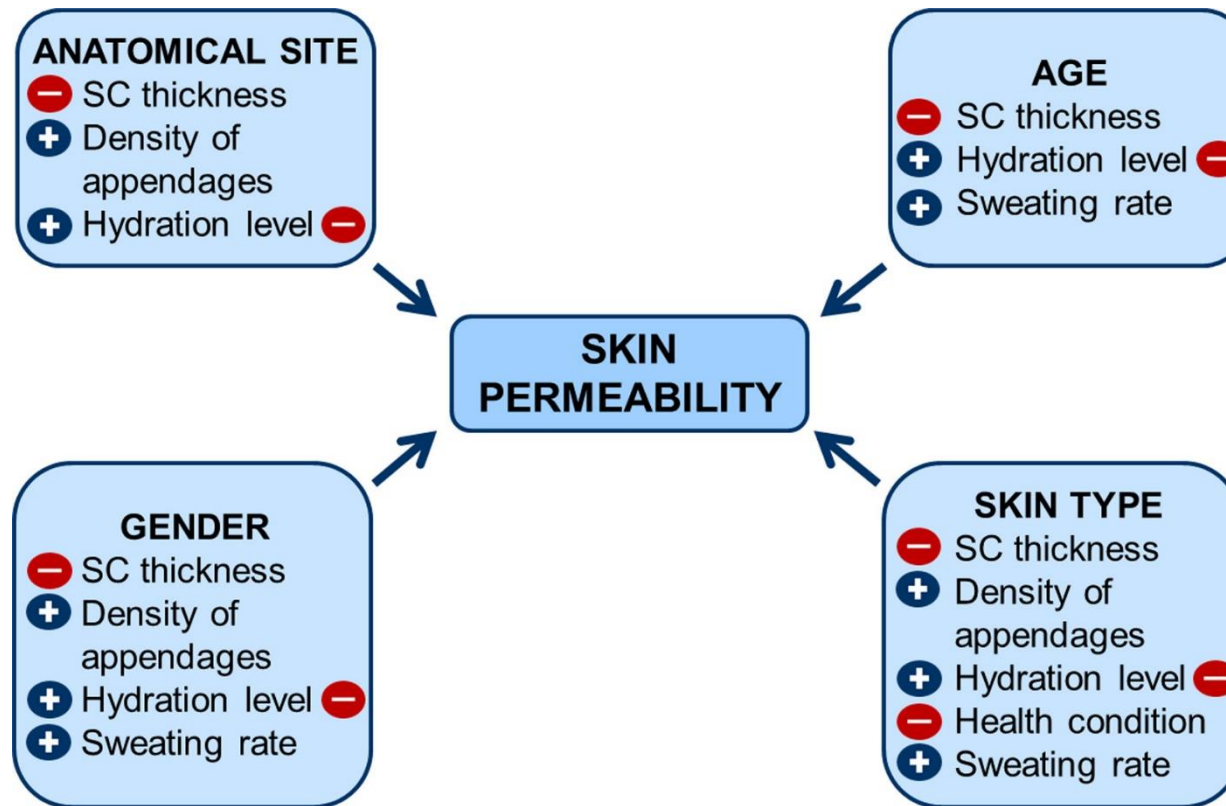 ANATOMICAL SITE
− SC thickness
+ Density of
appendages
+ Hydration level −
AGE
− SC thickness
+ Hydration level −
+ Sweating rate
SKIN
PERMEABILITY
GENDER
− SC thickness
+ Density of
appendages
+ Hydration level −
+ Sweating rate
SKIN TYPE
− SC thickness
+ Density of
appendages
+ Hydration level −
− Health condition
+ Sweating rate